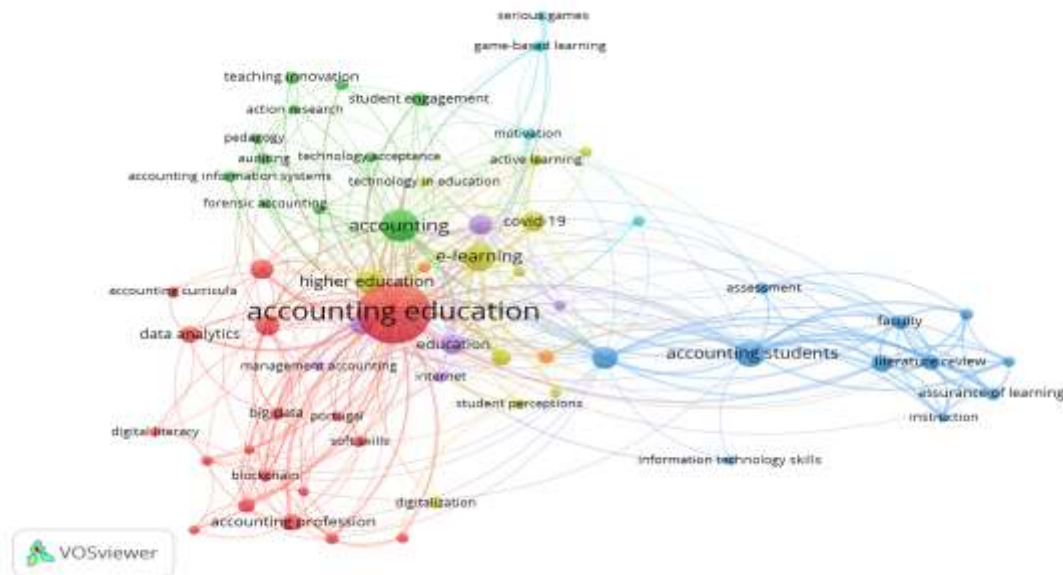 serious games
game-based learning
teaching innovation
student engagement
action research
motivation
pedagogy
auditing
technology acceptance
active learning
accounting information systems
technology in education
forensic accounting
accounting
covid 19
e-learning
higher education
accounting curricula
assessment
accounting education
faculty
data analytics
education
accounting students
literature review
management accounting
internet
assurance of learning
student perceptions
big data
portugal
instruction
digital literacy
soft skills
information technology skills
blockchain
digitalization
accounting profession
VOSviewer